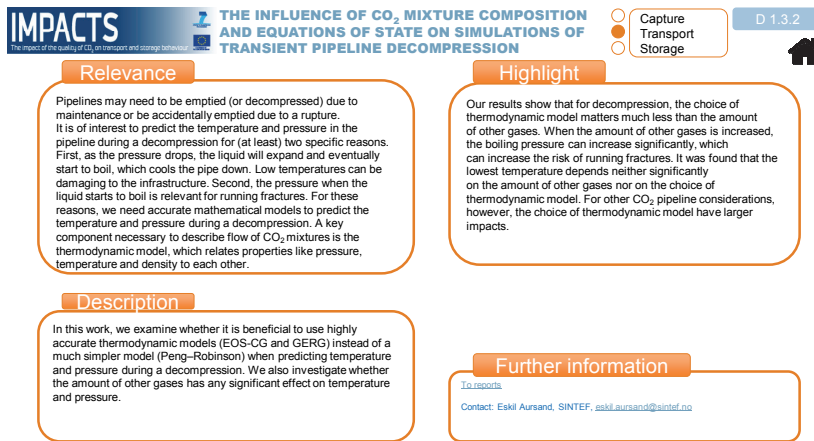 IMPACTS
The impact of the quality of CO2 on transport and storage behaviour
THE INFLUENCE OF CO2 MIXTURE COMPOSITION
AND EQUATIONS OF STATE ON SIMULATIONS OF
TRANSIENT PIPELINE DECOMPRESSION
Capture
Transport
Storage
D 1.3.2
Relevance
Pipelines may need to be emptied (or decompressed) due to
maintenance or be accidentally emptied due to a rupture.
It is of interest to predict the temperature and pressure in the
pipeline during a decompression for (at least) two specific reasons.
First, as the pressure drops, the liquid will expand and eventually
start to boil, which cools the pipe down. Low temperatures can be
damaging to the infrastructure. Second, the pressure when the
liquid starts to boil is relevant for running fractures. For these
reasons, we need accurate mathematical models to predict the
temperature and pressure during a decompression. A key
component necessary to describe flow of CO2 mixtures is the
thermodynamic model, which relates properties like pressure,
temperature and density to each other.
Description
In this work, we examine whether it is beneficial to use highly
accurate thermodynamic models (EOS-CG and GERG) instead of a
much simpler model (Peng–Robinson) when predicting temperature
and pressure during a decompression. We also investigate whether
the amount of other gases has any significant effect on temperature
and pressure.
Highlight
Our results show that for decompression, the choice of
thermodynamic model matters much less than the amount
of other gases. When the amount of other gases is increased,
the boiling pressure can increase significantly, which
can increase the risk of running fractures. It was found that the
lowest temperature depends neither significantly
on the amount of other gases nor on the choice of
thermodynamic model. For other CO2 pipeline considerations,
however, the choice of thermodynamic model have larger
impacts.
Further information
To reports
Contact: Eskil Aursand, SINTEF, eskil.aursand@sintef.no